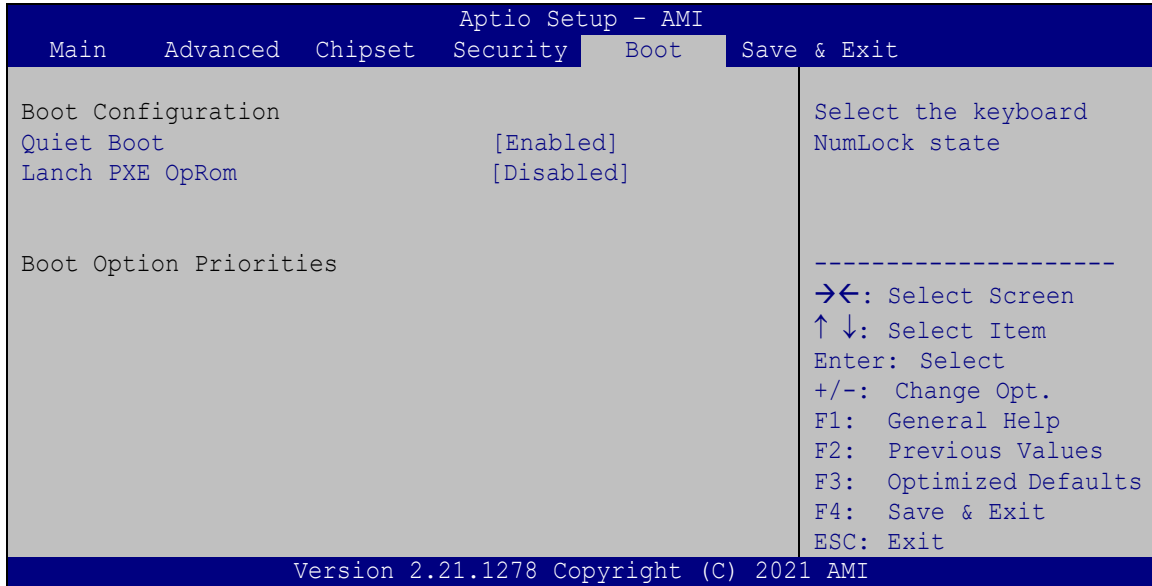 Aptio Setup – AMI
Main Advanced Chipset Security Boot Save & Exit
Boot Configuration
Quiet Boot [Enabled]
Lanch PXE OpRom [Disabled]
Boot Option Priorities
Select the keyboard
NumLock state
---------------------
→←: Select Screen
↑ ↓: Select Item
Enter: Select
+/-: Change Opt.
F1: General Help
F2: Previous Values
F3: Optimized Defaults
F4: Save & Exit
ESC: Exit
Version 2.21.1278 Copyright (C) 2021 AMI